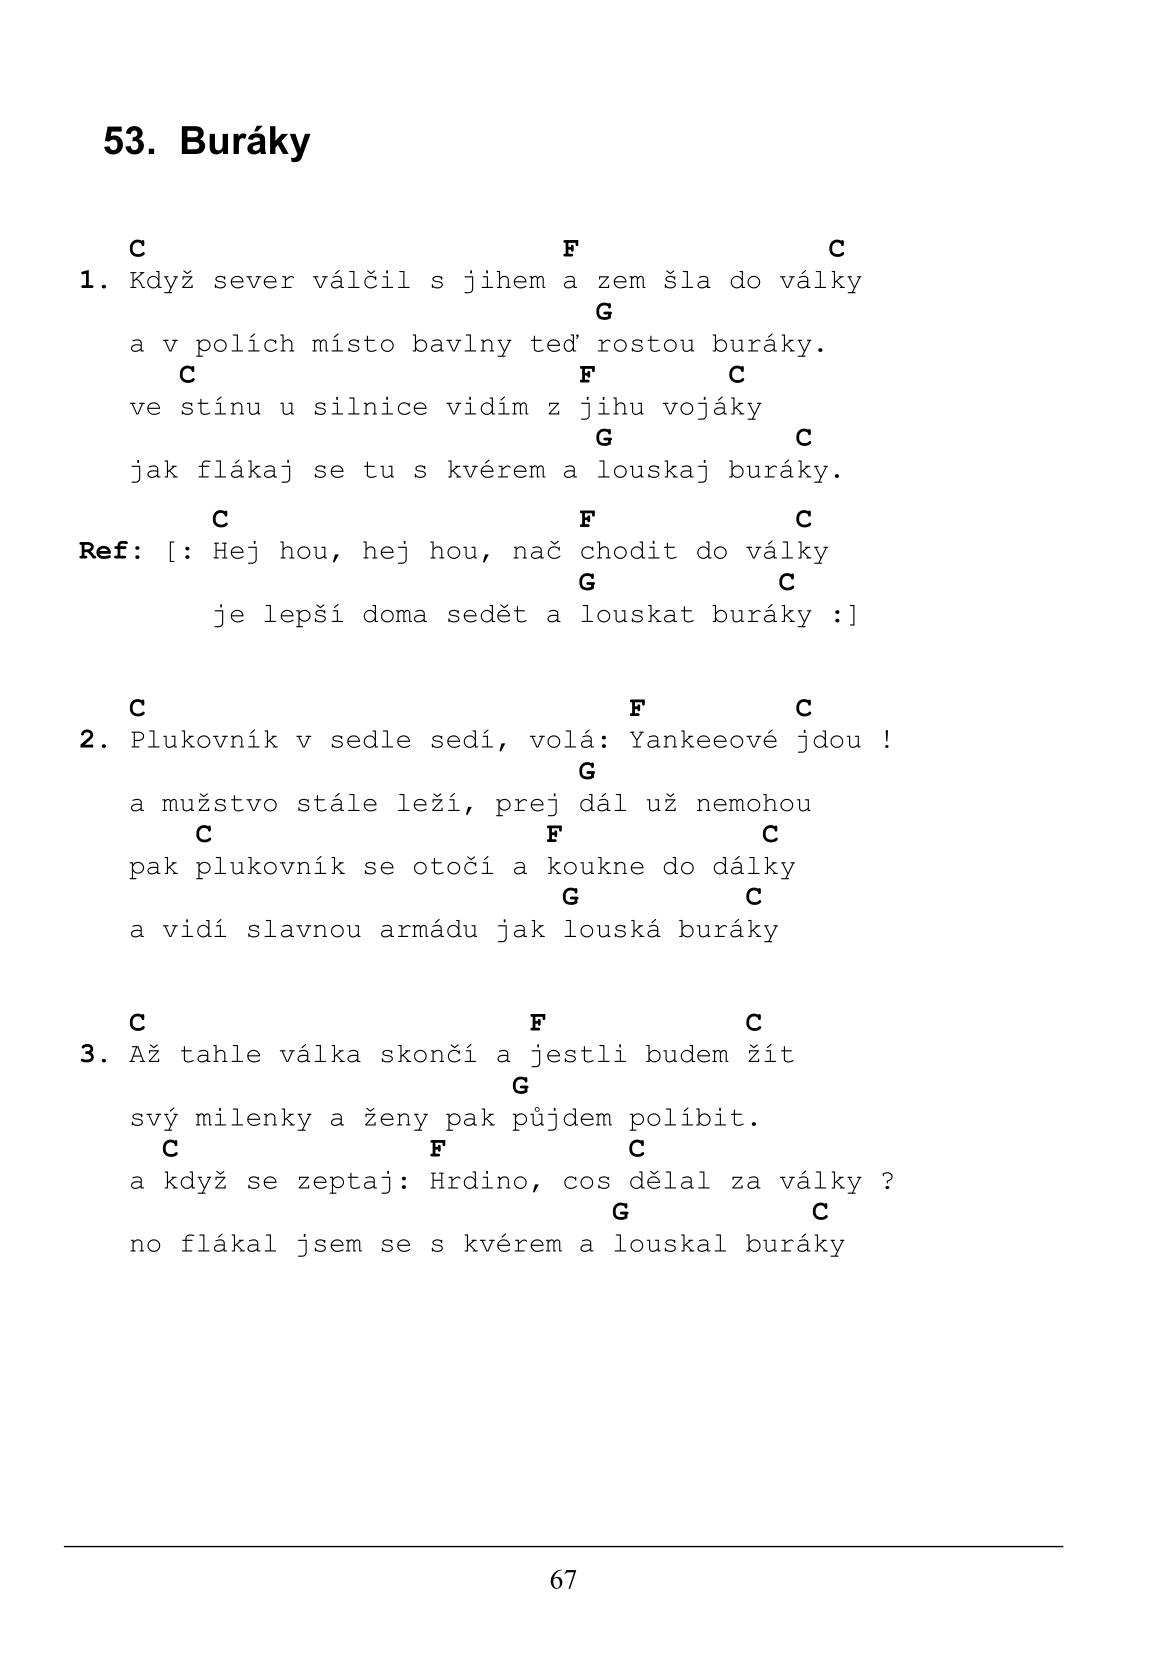 53. Buráky
C F C
1. Když sever válčil s jihem a zem šla do války
G
a v polích místo bavlny teď rostou buráky.
C F C
ve stínu u silnice vidím z jihu vojáky
G C
jak flákaj se tu s kvérem a louskaj buráky.
C F C
Ref: [: Hej hou, hej hou, nač chodit do války
G C
je lepší doma sedět a louskat buráky :]
C F C
2. Plukovník v sedle sedí, volá: Yankeeové jdou !
G
a mužstvo stále leží, prej dál už nemohou
C F C
pak plukovník se otočí a koukne do dálky
G C
a vidí slavnou armádu jak louská buráky
C F C
3. Až tahle válka skončí a jestli budem žít
G
svý milenky a ženy pak půjdem políbit.
C F C
a když se zeptaj: Hrdino, cos dělal za války ?
G C
no flákal jsem se s kvérem a louskal buráky
67